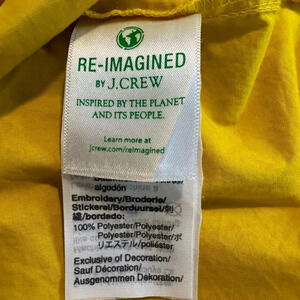 RE-IMAGINED
BY J.CREW
INSPIRED BY THE PLANET
AND ITS PEOPLE.
Learn more at
jcrew.com/reimagined
algodón
Embroidery/Broderie/
Stickerei/Borduursel/刺
繍/bordado:
100% Polyester/Polyester/
Polyester/Polyester/ポ
リエステル/poliéster
Exclusive of Decoration/
Sauf Décoration/
Ausgenommen Dekoration/